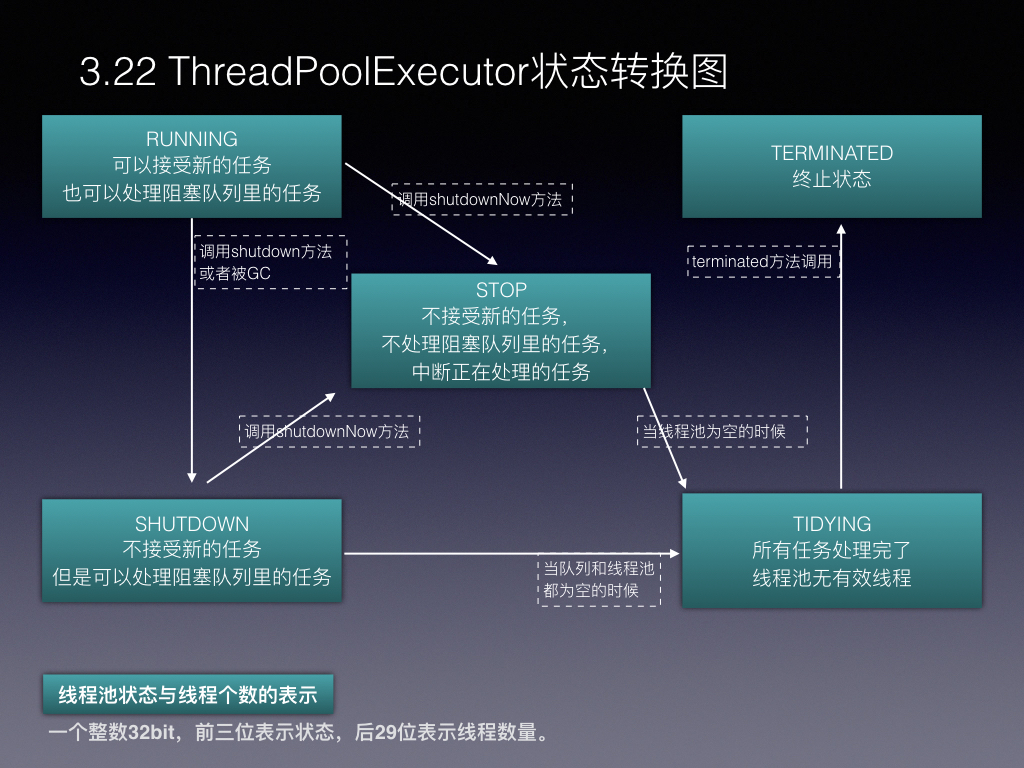 3.22 ThreadPoolExecutor状态转换图
RUNNING
可以接受新的任务
也可以处理阻塞队列里的任务
TERMINATED
终止状态
调用shutdownNow方法
调用shutdown方法
或者被GC
terminated方法调用
STOP
不接受新的任务，
不处理阻塞队列里的任务，
中断正在处理的任务
调用shutdownNow方法
当线程池为空的时候
SHUTDOWN
不接受新的任务
但是可以处理阻塞队列里的任务
TIDYING
所有任务处理完了
线程池无有效线程
当队列和线程池
都为空的时候
线程池状态与线程个数的表示
一个整数32bit，前三位表示状态，后29位表示线程数量。